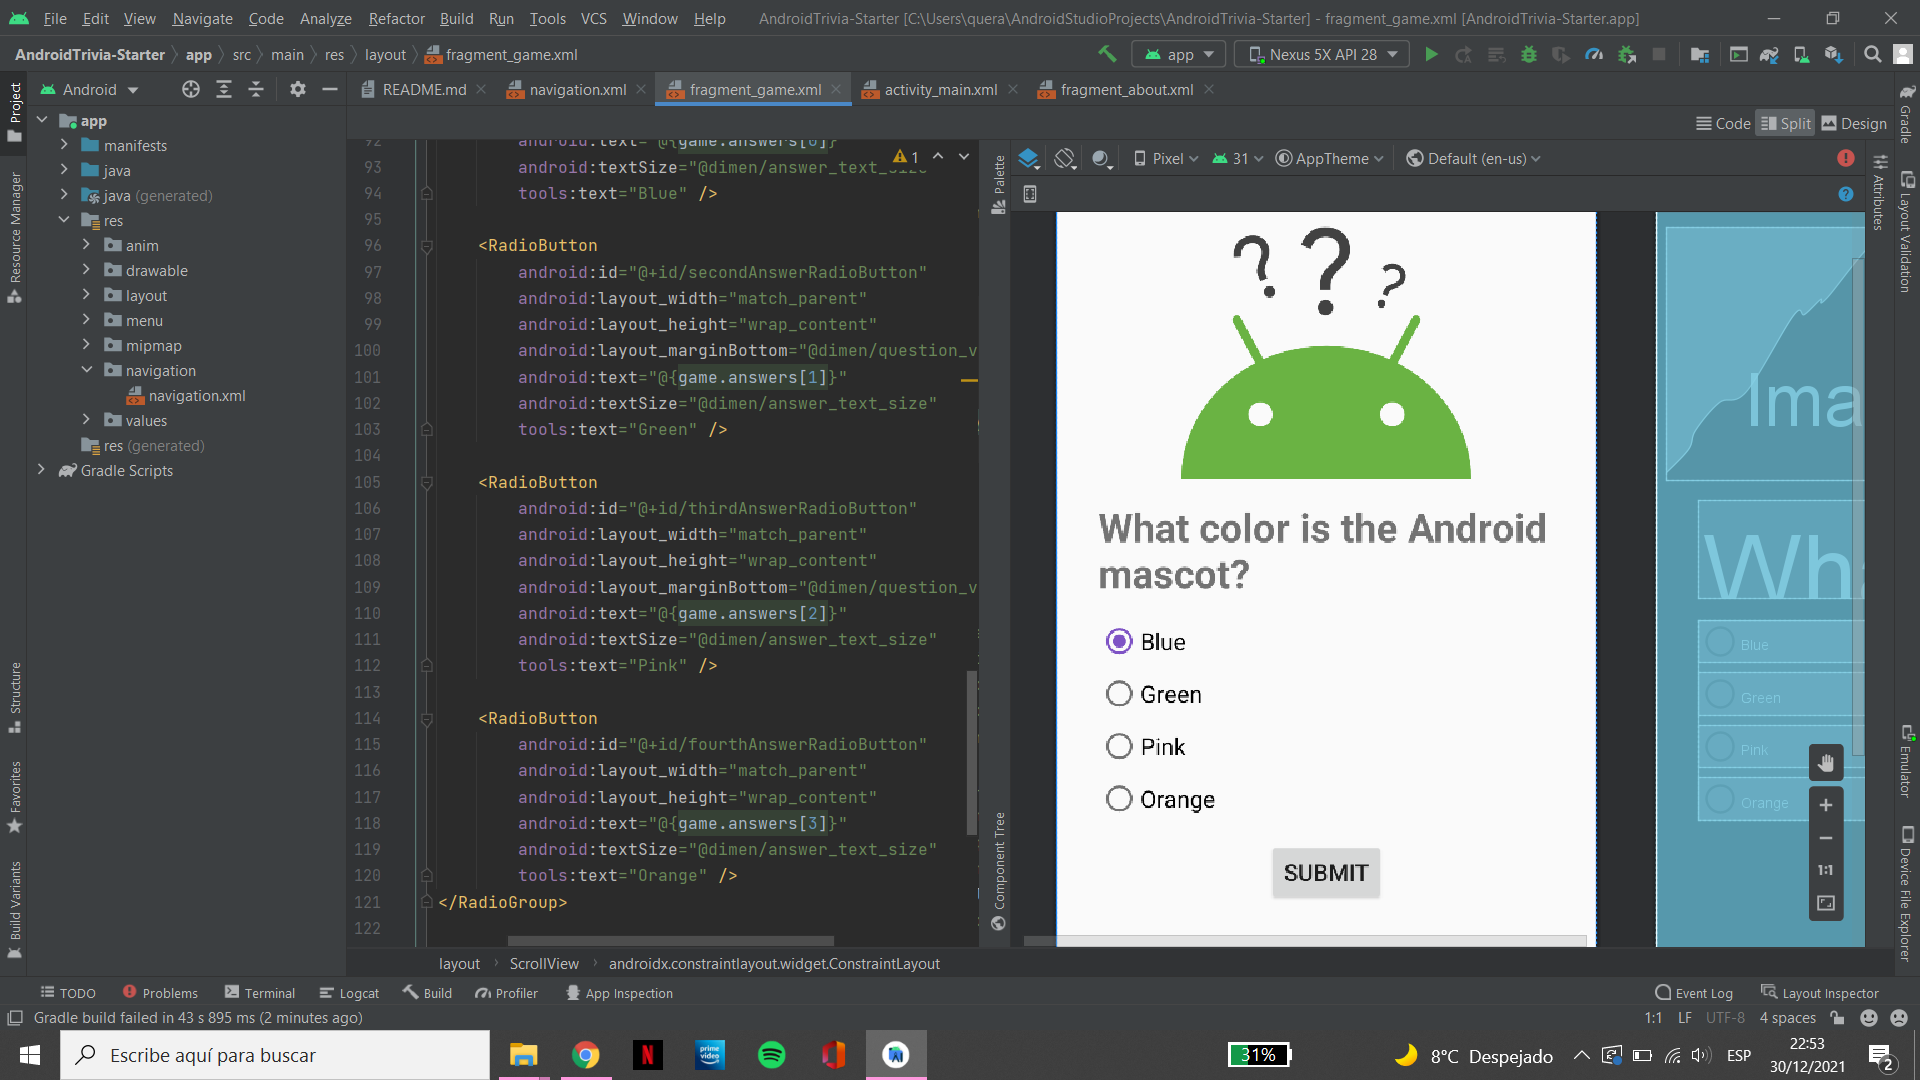 File Edit View Navigate Code Analyze Refactor Build Run Tools VCS Window Help AndroidTrivia-Starter [C:\Users\quera\AndroidStudioProjects\AndroidTrivia-Starter] - fragment_game.xml [AndroidTrivia-Starter.app]
AndroidTrivia-Starter app src main res layout fragment_game.xml app Nexus 5X API 28
Project Android README.md navigation.xml fragment_game.xml activity_main.xml fragment_about.xml Gradle
Code Split Design
Pixel 31 AppTheme Default (en-us)
app
manifests
java
java (generated)
res
anim
drawable
layout
menu
mipmap
navigation
navigation.xml
values
res (generated)
Gradle Scripts
Resource Manager
Structure
Favorites
Build Variants
1
92 android:text="@{game.answers[0]}"
93 android:textSize="@dimen/answer_text_size"
94 tools:text="Blue" />
95
96 <RadioButton
97 android:id="@+id/secondAnswerRadioButton"
98 android:layout_width="match_parent"
99 android:layout_height="wrap_content"
100 android:layout_marginBottom="@dimen/question_v
101 android:text="@{game.answers[1]}"
102 android:textSize="@dimen/answer_text_size"
103 tools:text="Green" />
104
105 <RadioButton
106 android:id="@+id/thirdAnswerRadioButton"
107 android:layout_width="match_parent"
108 android:layout_height="wrap_content"
109 android:layout_marginBottom="@dimen/question_v
110 android:text="@{game.answers[2]}"
111 android:textSize="@dimen/answer_text_size"
112 tools:text="Pink" />
113
114 <RadioButton
115 android:id="@+id/fourthAnswerRadioButton"
116 android:layout_width="match_parent"
117 android:layout_height="wrap_content"
118 android:text="@{game.answers[3]}"
119 android:textSize="@dimen/answer_text_size"
120 tools:text="Orange" />
121 </RadioGroup>
122
Palette
Component Tree
? ? ?
What color is the Android
mascot?
Blue
Green
Pink
Orange
SUBMIT
Ima
Wha
Blue
Green
Pink
Orange
1:1
Attributes
Layout Validation
Emulator
Device File Explorer
layout ScrollView androidx.constraintlayout.widget.ConstraintLayout
TODO Problems Terminal Logcat Build Profiler App Inspection Event Log Layout Inspector
Gradle build failed in 43 s 895 ms (2 minutes ago) 1:1 LF UTF-8 4 spaces
Escribe aquí para buscar N prime video 31% 8°C Despejado ESP 22:53
30/12/2021 2